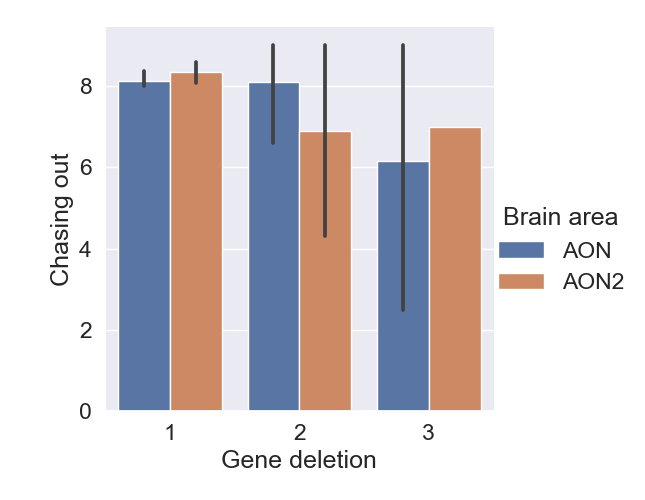 8
6
4
2
0
Chasing out
1 2 3
Gene deletion
Brain area
AON
AON2